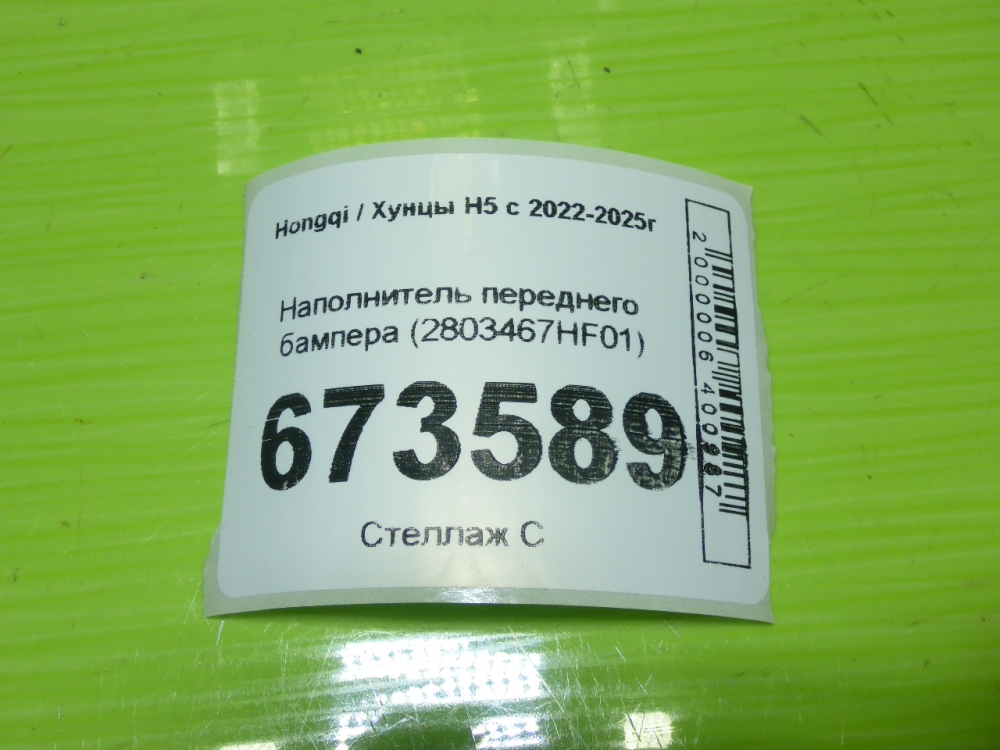 Hongqi / Хунцы H5 с 2022-2025г
Наполнитель переднего
бампера (2803467HF01)
673589
Стеллаж С